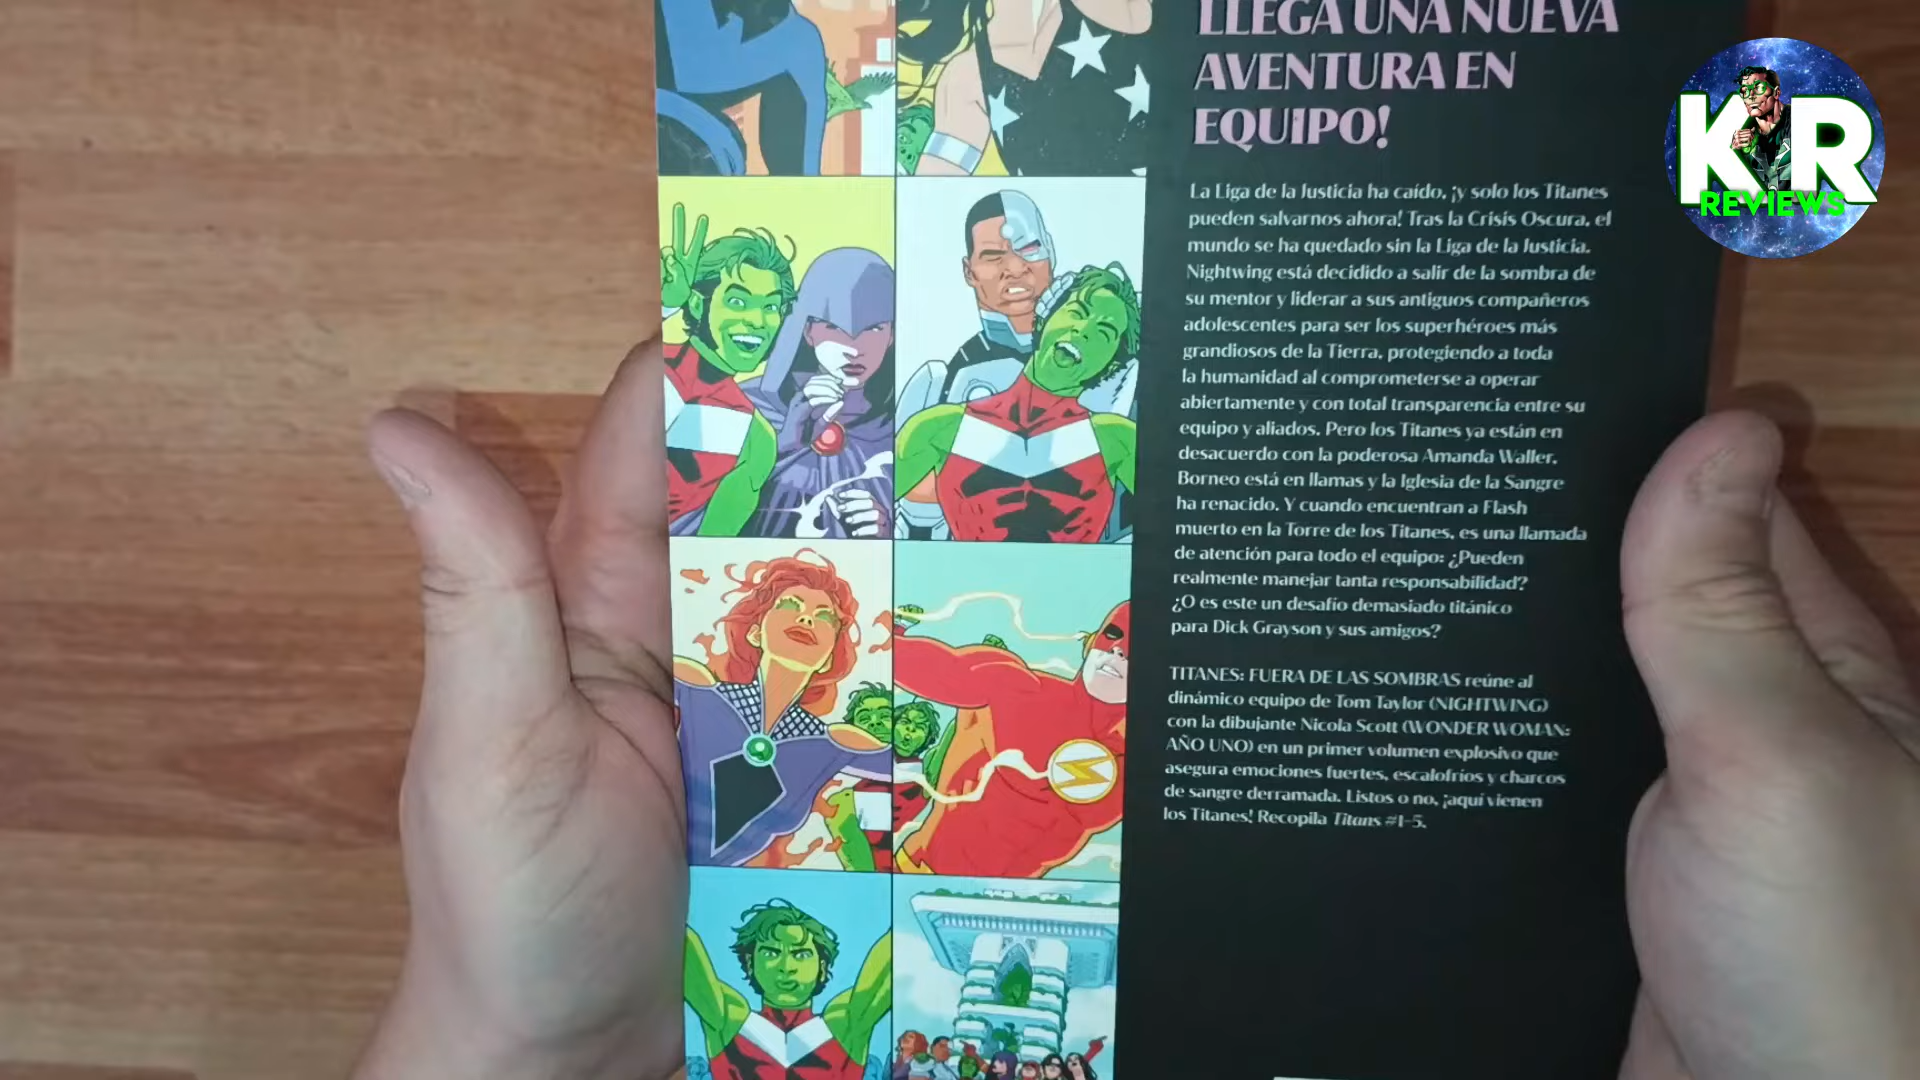 LLEGA UNA NUEVA
AVENTURA EN
EQUIPO!
La Liga de la Justicia ha caído, ¡y solo los Titanes
pueden salvarnos ahora! Tras la Crisis Oscura, el
mundo se ha quedado sin la Liga de la Justicia.
Nightwing está decidido a salir de la sombra de
su mentor y liderar a sus antiguos compañeros
adolescentes para ser los superhéroes más
grandiosos de la Tierra, protegiendo a toda
la humanidad al comprometerse a operar
abiertamente y con total transparencia entre su
equipo y aliados. Pero los Titanes ya están en
desacuerdo con la poderosa Amanda Waller.
Borneo está en llamas y la Iglesia de la Sangre
ha renacido. Y cuando encuentran a Flash
muerto en la Torre de los Titanes, es una llamada
de atención para todo el equipo: ¿Pueden
realmente manejar tanta responsabilidad?
¿O es este un desafío demasiado titánico
para Dick Grayson y sus amigos?
TITANES: FUERA DE LAS SOMBRAS reúne al
dinámico equipo de Tom Taylor (NIGHTWING)
con la dibujante Nicola Scott (WONDER WOMAN:
AÑO UNO) en un primer volumen explosivo que
asegura emociones fuertes, escalofríos y charcos
de sangre derramada. Listos o no, ¡aquí vienen
los Titanes! Recopila Titans #1-5.
KR
REVIEWS